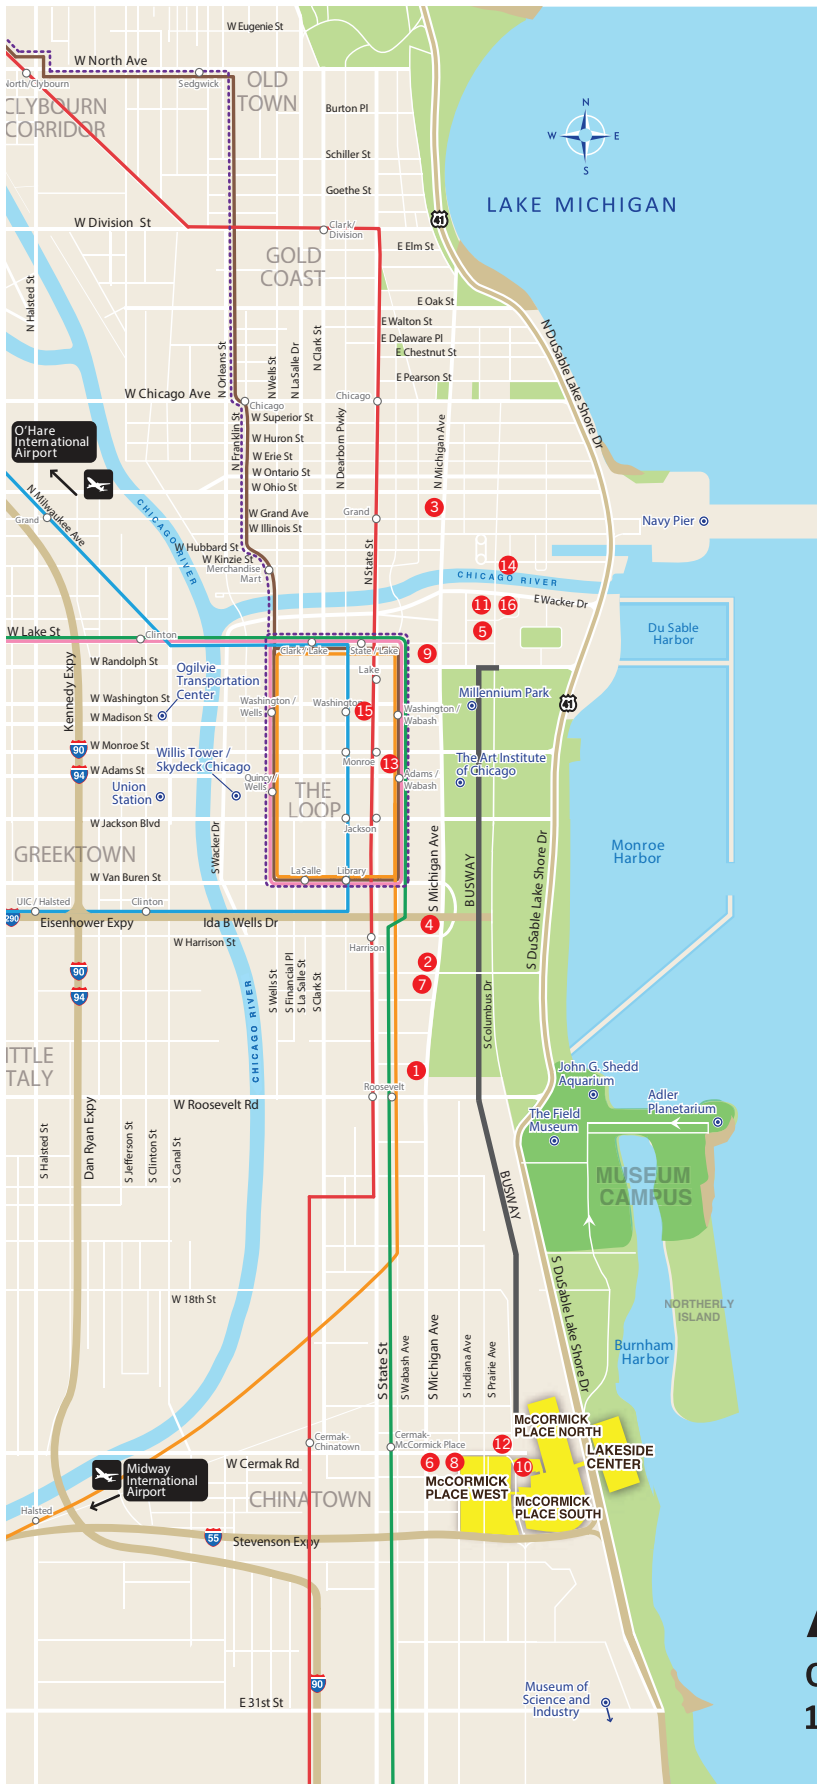 W Eugenie St
W North Ave
North/Clybourn
Sedgwick
OLD
TOWN
CLYBOURN
CORRIDOR
Burton Pl
Schiller St
Goethe St
N
W
E
S
LAKE MICHIGAN
W Division St
Clark/
Division
41
E Elm St
GOLD
COAST
N Halsted St
E Oak St
E Walton St
E Delaware Pl
E Chestnut St
E Pearson St
N Orleans St
N Wells St
N LaSalle Dr
N Clark St
N DuSable Lake Shore Dr
W Chicago Ave
Chicago
Chicago
W Superior St
W Huron St
W Erie St
W Ontario St
W Ohio St
N Franklin St
N Dearborn Pwky
N Michigan Ave
O'Hare
International
Airport
N Milwaukee Ave
Grand
CHICAGO RIVER
W Grand Ave
W Illinois St
Grand
3
Navy Pier
W Hubbard St
W Kinzie St
Merchandise
Mart
N State St
14
CHICAGO RIVER
11
16
E Wacker Dr
5
Du Sable
Harbor
W Lake St
Clinton
Clark / Lake
State / Lake
9
Lake
W Randolph St
Ogilvie
Transportation
Center
Kennedy Expy
W Washington St
W Madison St
Washington /
Wells
Washington
15
Washington /
Wabash
Millennium Park
41
90
94
W Monroe St
W Adams St
Willis Tower /
Skydeck Chicago
Union
Station
Quincy /
Wells
Monroe
13
Adams /
Wabash
The Art Institute
of Chicago
THE
LOOP
Jackson
W Jackson Blvd
S Wacker Dr
GREEKTOWN
W Van Buren St
LaSalle
Library
S Michigan Ave
BUSWAY
S DuSable Lake Shore Dr
Monroe
Harbor
UIC / Halsted
Clinton
290
Eisenhower Expy
Ida B Wells Dr
4
W Harrison St
Harrison
2
7
90
94
CHICAGO RIVER
S Wells St
S Financial Pl
S La Salle St
S Clark St
S Columbus Dr
ITTLE
TALY
1
Roosevelt
W Roosevelt Rd
John G. Shedd
Aquarium
Adler
Planetarium
The Field
Museum
S Halsted St
Dan Ryan Expy
S Jefferson St
S Clinton St
S Canal St
BUSWAY
MUSEUM
CAMPUS
W 18th St
S DuSable Lake Shore Dr
NORTHERLY
ISLAND
Burnham
Harbor
S State St
S Wabash Ave
S Michigan Ave
S Indiana Ave
S Prairie Ave
Cermak-
Chinatown
Cermak-
McCormick Place
12
McCORMICK
PLACE NORTH
LAKESIDE
CENTER
W Cermak Rd
6
8
10
McCORMICK
PLACE WEST
McCORMICK
PLACE SOUTH
Midway
International
Airport
CHINATOWN
Halsted
55
Stevenson Expy
90
E 31st St
Museum of
Science and
Industry